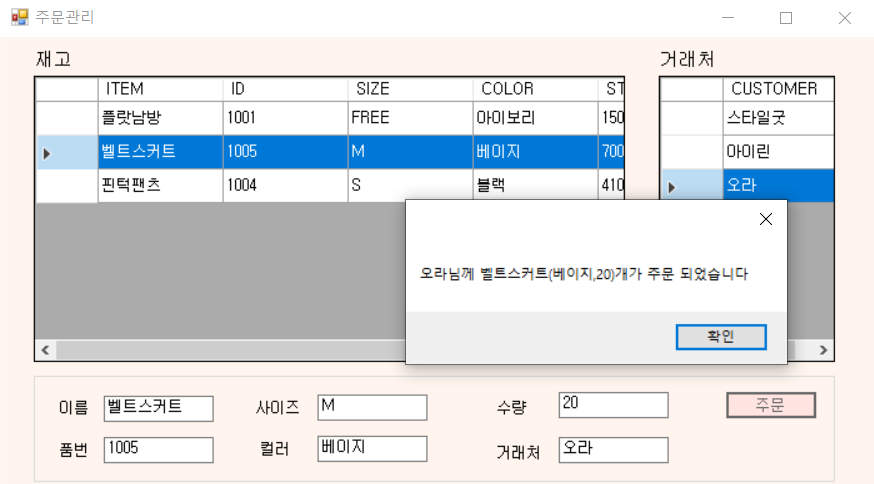 주문관리
재고 거래처
ITEM ID SIZE COLOR ST CUSTOMER
플랏남방 1001 FREE 아이보리 150 스타일굿
벨트스커트 1005 M 베이지 700 아이린
핀턱팬츠 1004 S 블랙 410 오라
오라님께 벨트스커트(베이지,20)개가 주문 되었습니다
확인
이름 벨트스커트 사이즈 M 수량 20 주문
품번 1005 컬러 베이지 거래처 오라